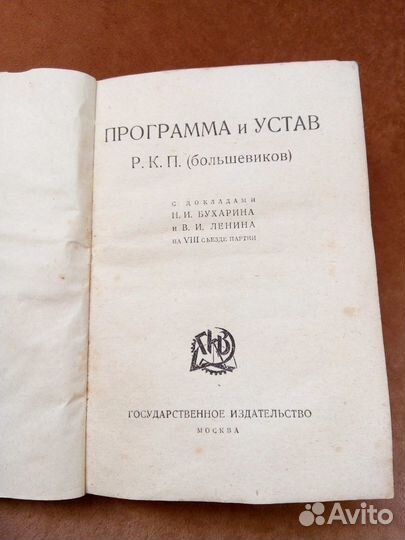 ПРОГРАММА и УСТАВ
Р. К. П. (большевиков)
С ДОКЛАДАМИ
Н. И. БУХАРИНА
и В. И. ЛЕНИНА
НА VIII СЪЕЗДЕ ПАРТИИ
ГОСУДАРСТВЕННОЕ ИЗДАТЕЛЬСТВО
МОСКВА
Avito